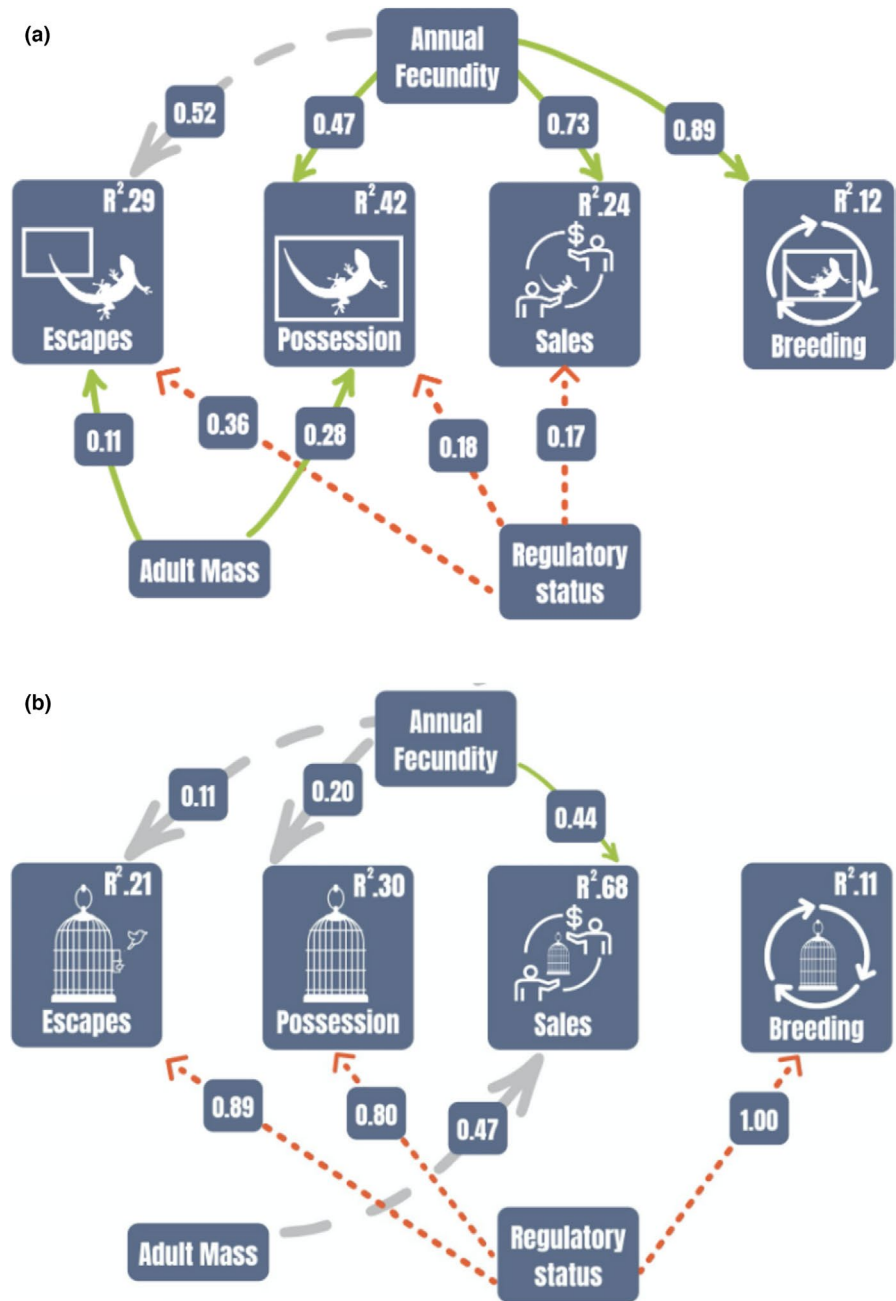 (a)
Annual
Fecundity
0.52
0.47
0.73
0.89
R².29
R².42
R².24
R².12
$
Escapes
Possession
Sales
Breeding
0.11
0.36
0.28
0.18
0.17
Adult Mass
Regulatory
status
(b)
Annual
Fecundity
0.11
0.20
0.44
R².21
R².30
R².68
R².11
$
Escapes
Possession
Sales
Breeding
0.89
0.80
0.47
1.00
Adult Mass
Regulatory
status